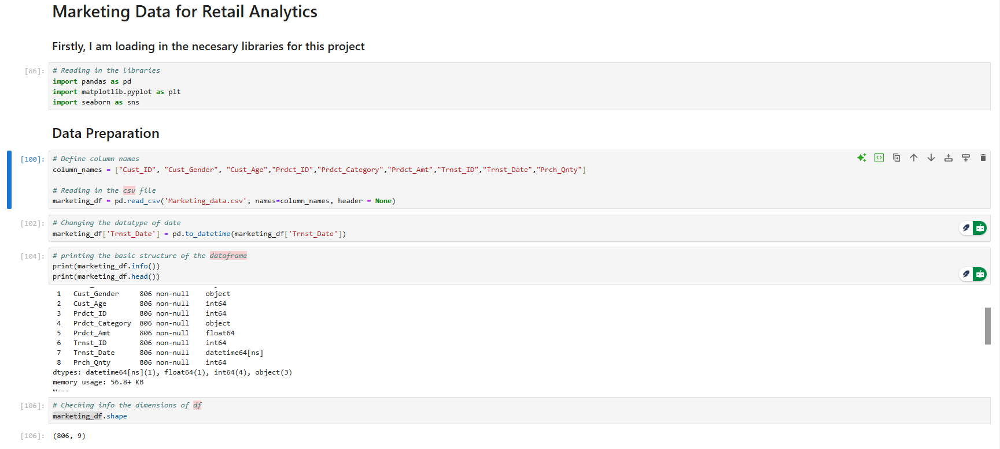 Marketing Data for Retail Analytics
Firstly, I am loading in the necesary libraries for this project
[86]:
# Reading in the libraries
import pandas as pd
import matplotlib.pyplot as plt
import seaborn as sns
Data Preparation
[100]:
# Define column names
column_names = ["Cust_ID", "Cust_Gender", "Cust_Age","Prdct_ID","Prdct_Category","Prdct_Amt","Trnst_ID","Trnst_Date","Prch_Qnty"]
# Reading in the csv file
marketing_df = pd.read_csv('Marketing_data.csv', names=column_names, header = None)
[102]:
# Changing the datatype of date
marketing_df['Trnst_Date'] = pd.to_datetime(marketing_df['Trnst_Date'])
[104]:
# printing the basic structure of the dataframe
print(marketing_df.info())
print(marketing_df.head())
1 Cust_Gender 806 non-null object
2 Cust_Age 806 non-null int64
3 Prdct_ID 806 non-null int64
4 Prdct_Category 806 non-null object
5 Prdct_Amt 806 non-null float64
6 Trnst_ID 806 non-null int64
7 Trnst_Date 806 non-null datetime64[ns]
8 Prch_Qnty 806 non-null int64
dtypes: datetime64[ns](1), float64(1), int64(4), object(3)
memory usage: 56.8+ KB
[106]:
# Checking info the dimensions of df
marketing_df.shape
[106]:
(806, 9)